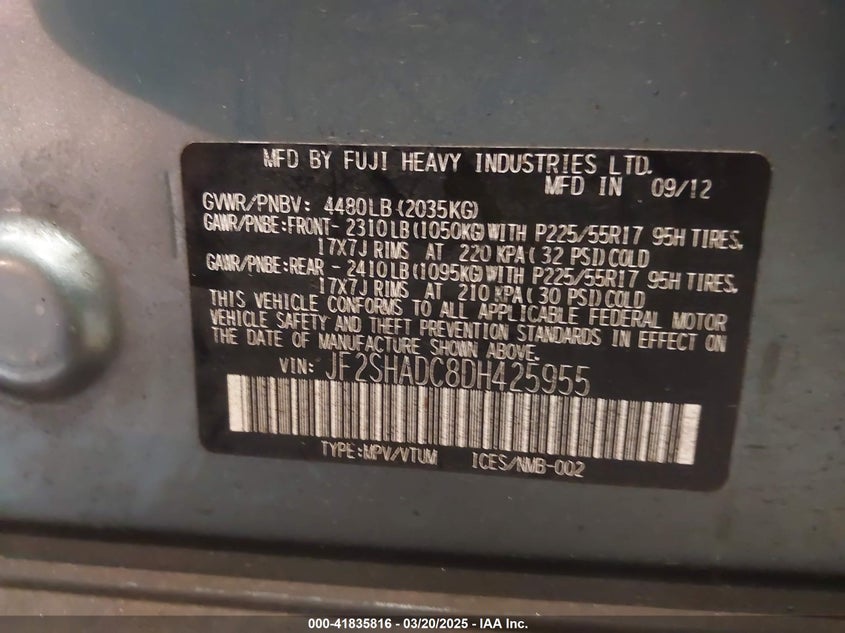 MFD BY FUJI HEAVY INDUSTRIES LTD.
MFD IN 09/12
GVWR/PNBV: 4480LB(2035KG)
GAWR/PNBE:FRONT- 2310LB(1050KG)WITH P225/55R17 95H TIRES,
17X7J RIMS AT 220 KPA(32 PSI)COLD
GAWR/PNBE:REAR - 2410LB(1095KG)WITH P225/55R17 95H TIRES,
17X7J RIMS AT 210 KPA(30 PSI)COLD
THIS VEHICLE CONFORMS TO ALL APPLICABLE FEDERAL MOTOR
VEHICLE SAFETY AND THEFT PREVENTION STANDARDS IN EFFECT ON
THE DATE OF MANUFACTURE SHOWN ABOVE.
VIN: JF2SHADC8DH425955
TYPE:MPV/VTUM ICES/NMB-002
000-41835816 - 03/20/2025 - IAA Inc.